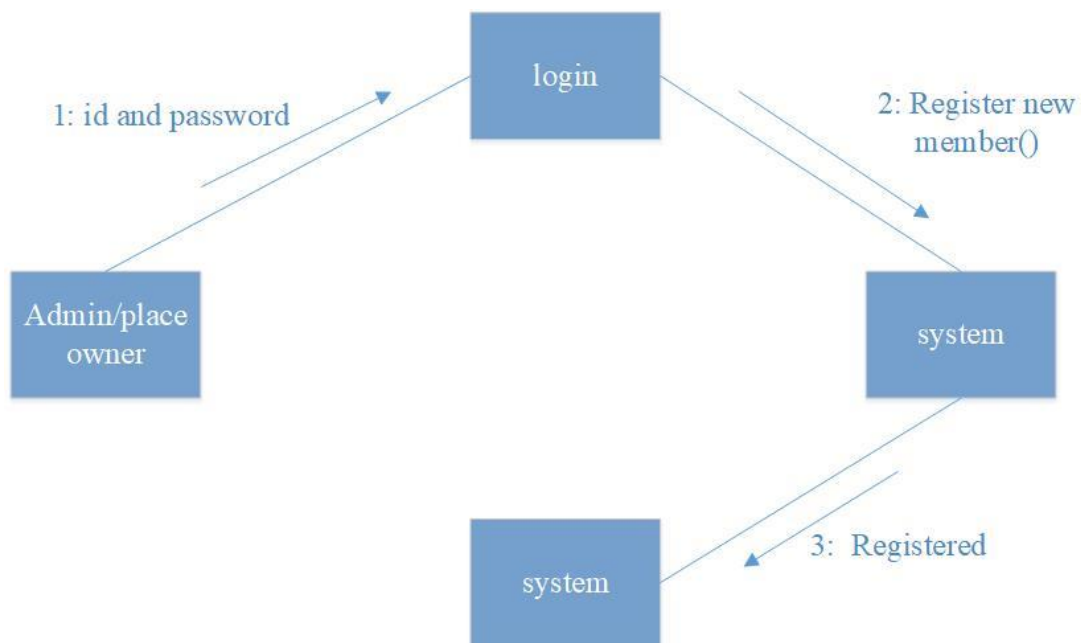 login
1: id and password
2: Register new
member()
Admin/place
owner
system
3: Registered
system